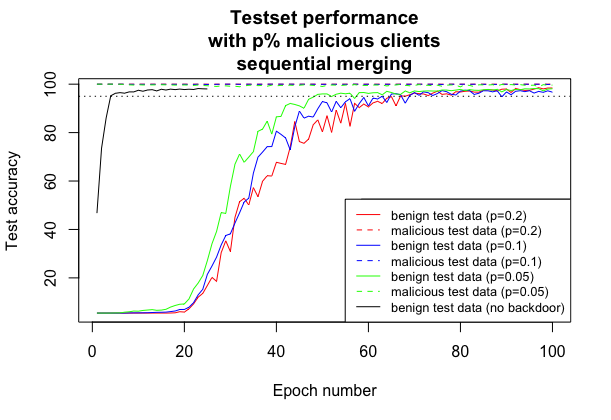 Testset performance
with p% malicious clients
sequential merging
Test accuracy
100
80
60
40
20
benign test data (p=0.2)
malicious test data (p=0.2)
benign test data (p=0.1)
malicious test data (p=0.1)
benign test data (p=0.05)
malicious test data (p=0.05)
benign test data (no backdoor)
0 20 40 60 80 100
Epoch number